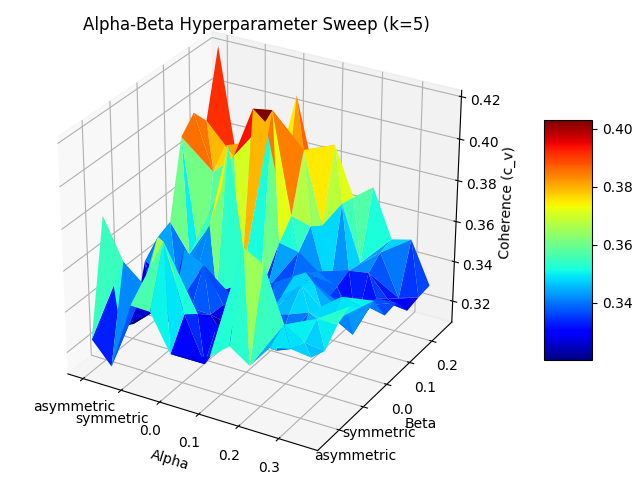 Alpha-Beta Hyperparameter Sweep (k=5)
0.42
0.40
0.38
0.36
0.34
0.32
Coherence (c_v)
0.40
0.38
0.36
0.34
asymmetric
symmetric
0.0
0.1
0.2
0.3
Alpha
asymmetric
symmetric
0.0
0.1
0.2
Beta